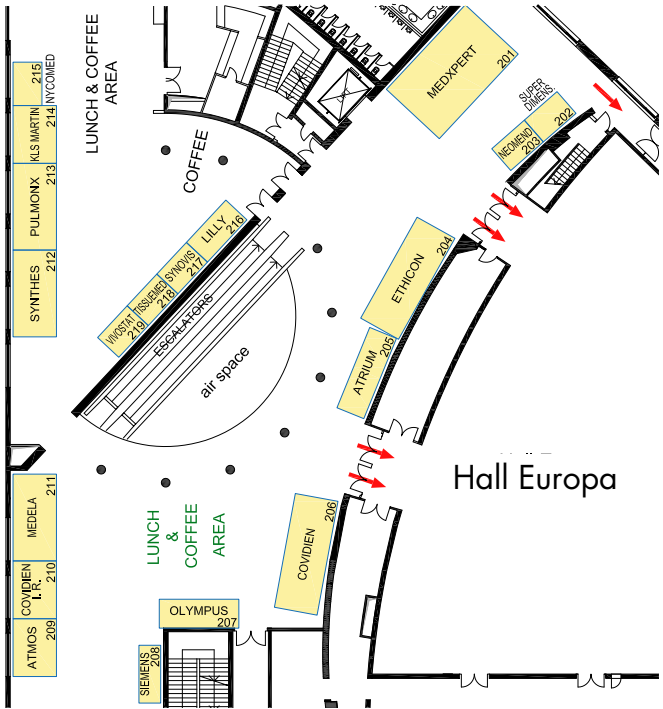 215
NYCOMED
214
KLS MARTIN
213
PULMONX
212
SYNTHES
LUNCH & COFFEE
AREA
COFFEE
MEDXPERT
201
SUPER
DIMENS.
202
NEOMEND
203
LILLY
216
SYNOVIS
217
TISSUEMED
218
VIVOSTAT
219
ESCALATORS
air space
ETHICON
204
ATRIUM
205
Hall Europa
COVIDIEN
206
LUNCH
&
COFFEE
AREA
211
MEDELA
COVIDIEN
I.R.
210
ATMOS
209
OLYMPUS
207
SIEMENS
208